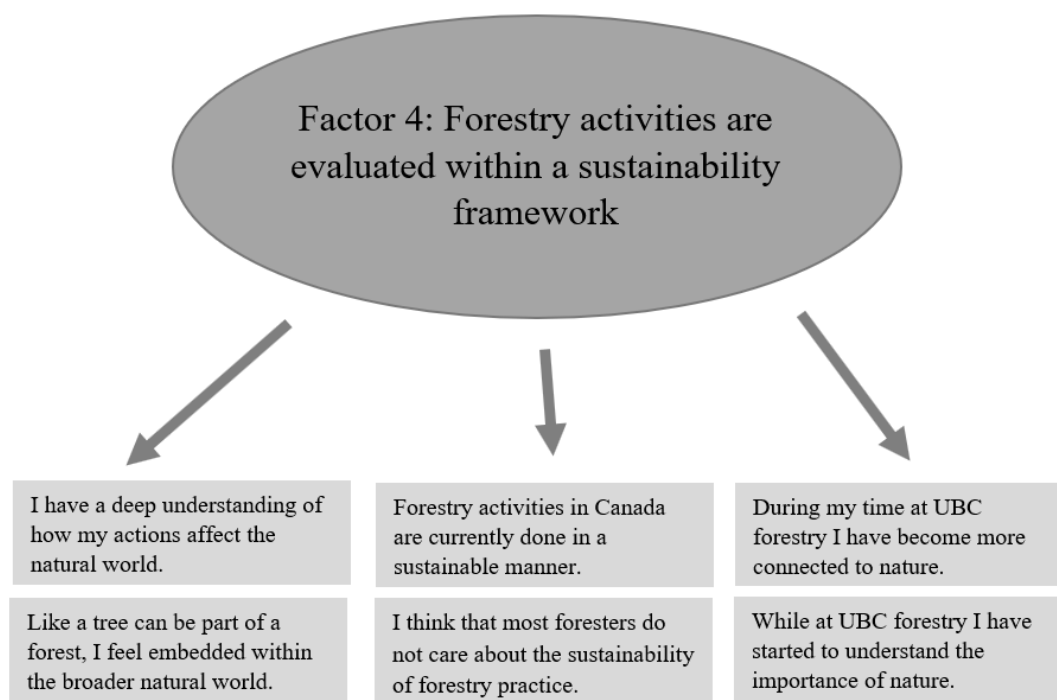 Factor 4: Forestry activities are
evaluated within a sustainability
framework
I have a deep understanding of
how my actions affect the
natural world.
Forestry activities in Canada
are currently done in a
sustainable manner.
During my time at UBC
forestry I have become more
connected to nature.
Like a tree can be part of a
forest, I feel embedded within
the broader natural world.
I think that most foresters do
not care about the sustainability
of forestry practice.
While at UBC forestry I have
started to understand the
importance of nature.